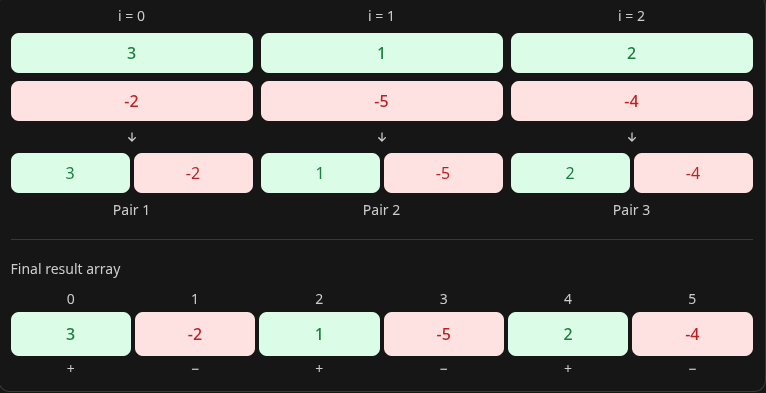 i = 0 i = 1 i = 2
3 1 2
-2 -5 -4
↓ ↓ ↓
3 -2 1 -5 2 -4
Pair 1 Pair 2 Pair 3
Final result array
0 1 2 3 4 5
3 -2 1 -5 2 -4
+ − + − + −